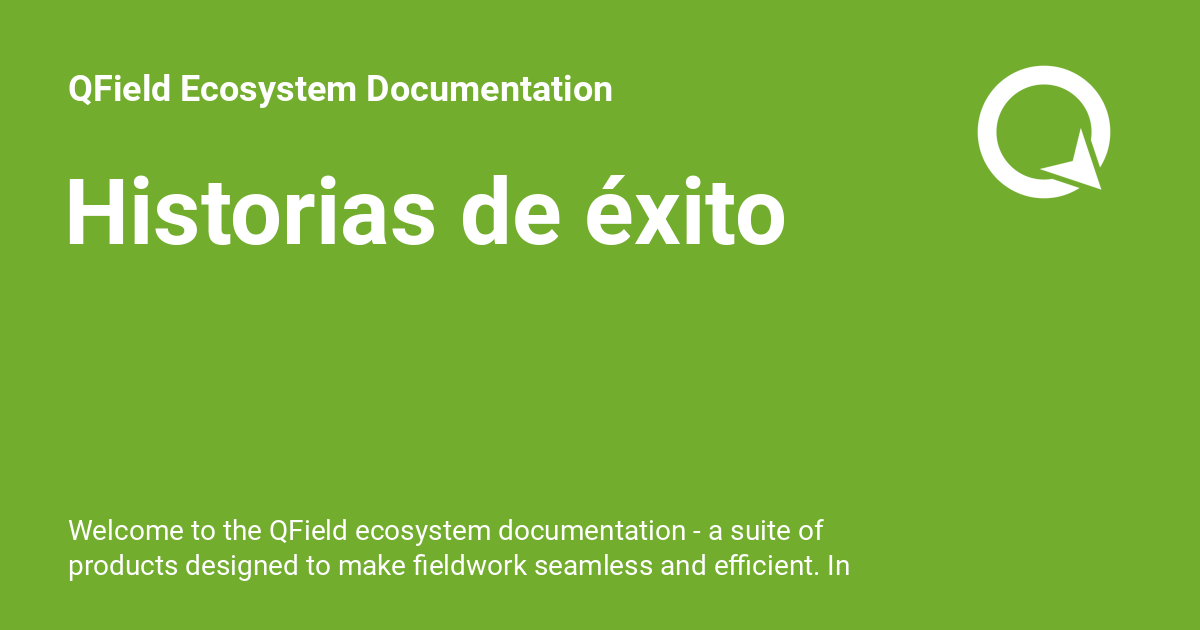 QField Ecosystem Documentation
Historias de éxito
Welcome to the QField ecosystem documentation - a suite of
products designed to make fieldwork seamless and efficient. In